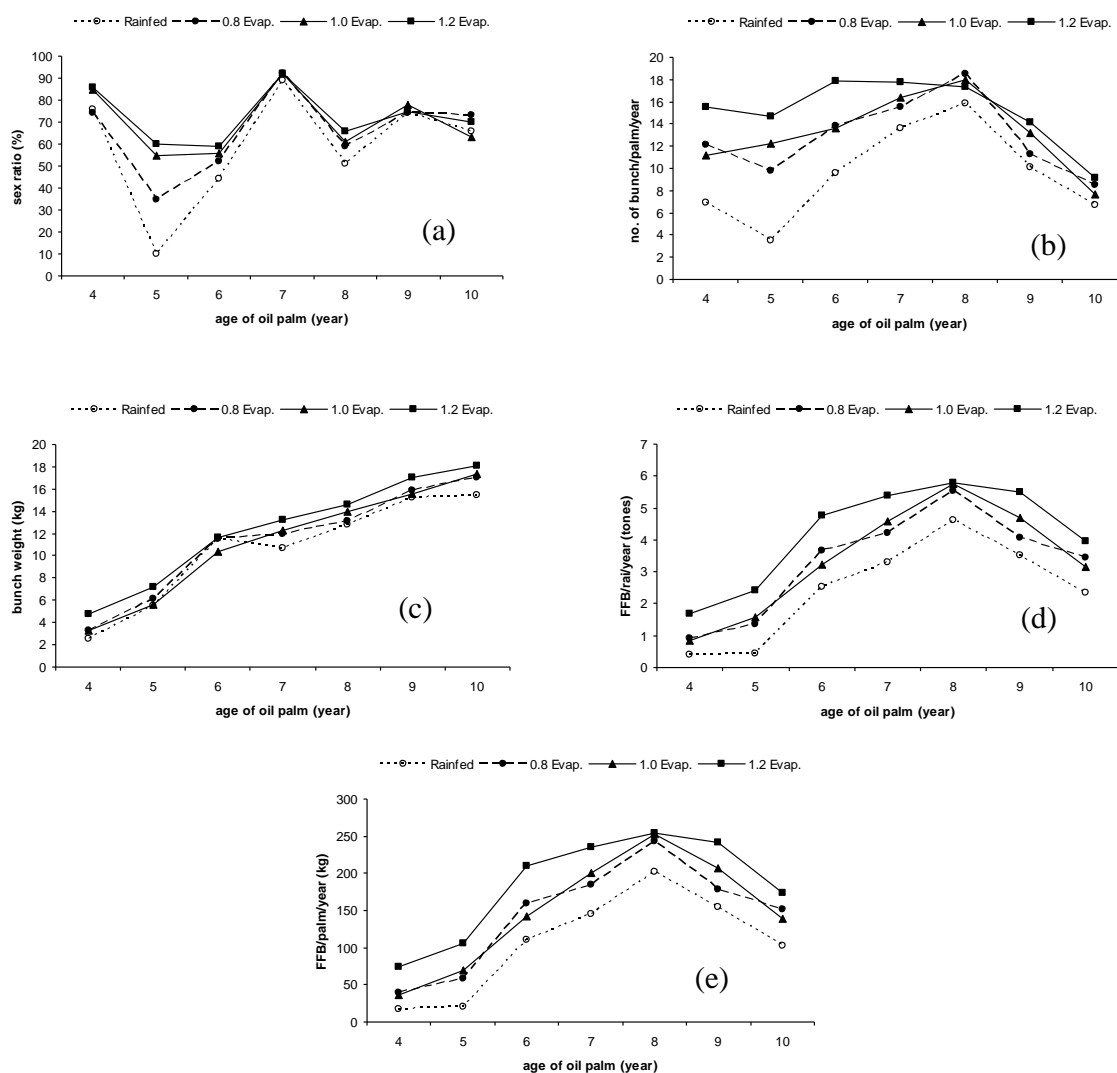 Rainfed 0.8 Evap. 1.0 Evap. 1.2 Evap.
100
90
80
70
60
50
40
30
20
10
0
sex ratio (%)
(a)
4 5 6 7 8 9 10
age of oil palm (year)
Rainfed 0.8 Evap. 1.0 Evap. 1.2 Evap.
20
18
16
14
12
10
8
6
4
2
0
no. of bunch/palm/year
(b)
4 5 6 7 8 9 10
age of oil palm (year)
Rainfed 0.8 Evap. 1.0 Evap. 1.2 Evap.
20
18
16
14
12
10
8
6
4
2
0
bunch weight (kg)
(c)
4 5 6 7 8 9 10
age of oil palm (year)
Rainfed 0.8 Evap. 1.0 Evap. 1.2 Evap.
7
6
5
4
3
2
1
0
FFB/rai/year (tones)
(d)
4 5 6 7 8 9 10
age of oil palm (year)
Rainfed 0.8 Evap. 1.0 Evap. 1.2 Evap.
300
250
200
150
100
50
0
FFB/palm/year (kg)
(e)
4 5 6 7 8 9 10
age of oil palm (year)